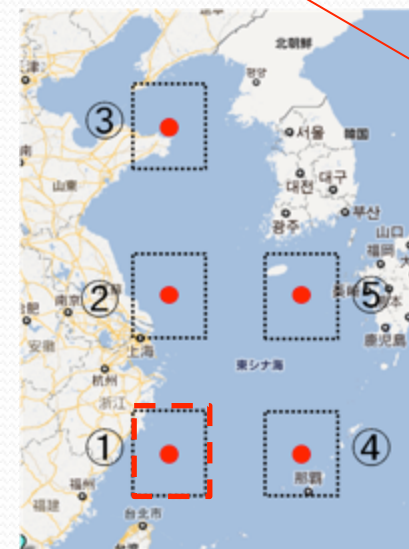 北朝鮮
평양
③
서울
韓国
山東
대전
대구
광주
부산
山口
福岡
②
⑤
南京
上海
安徽
鹿児島
杭州
東シナ海
浙江
①
④
福州
那覇
福建
台北市